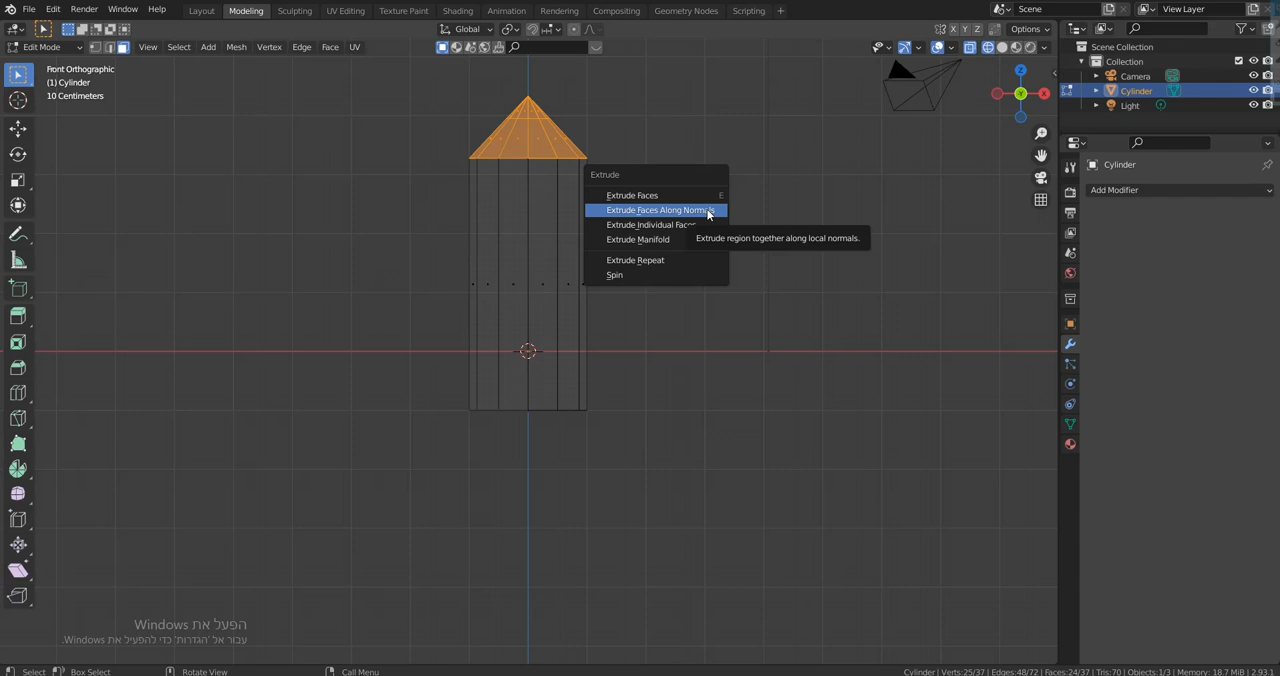 File Edit Render Window Help Layout Modeling Sculpting UV Editing Texture Paint Shading Animation Rendering Compositing Geometry Nodes Scripting + Scene View Layer
Global X Y Z Options
Edit Mode View Select Add Mesh Vertex Edge Face UV
Scene Collection
Collection
Camera
Cylinder
Light
Front Orthographic
(1) Cylinder
10 Centimeters
Z
Y
X
Cylinder
Add Modifier
Extrude
Extrude Faces E
Extrude Faces Along Normals
Extrude Individual Faces
Extrude Manifold
Extrude Repeat
Spin
Extrude region together along local normals.
הפעל את Windows
עבור אל 'הגדרות' כדי להפעיל את Windows.
Select Box Select Rotate View Call Menu Cylinder | Verts:25/37 | Edges:48/72 | Faces:24/37 | Tris:70 | Objects:1/3 | Memory: 18.7 MiB | 2.93.1